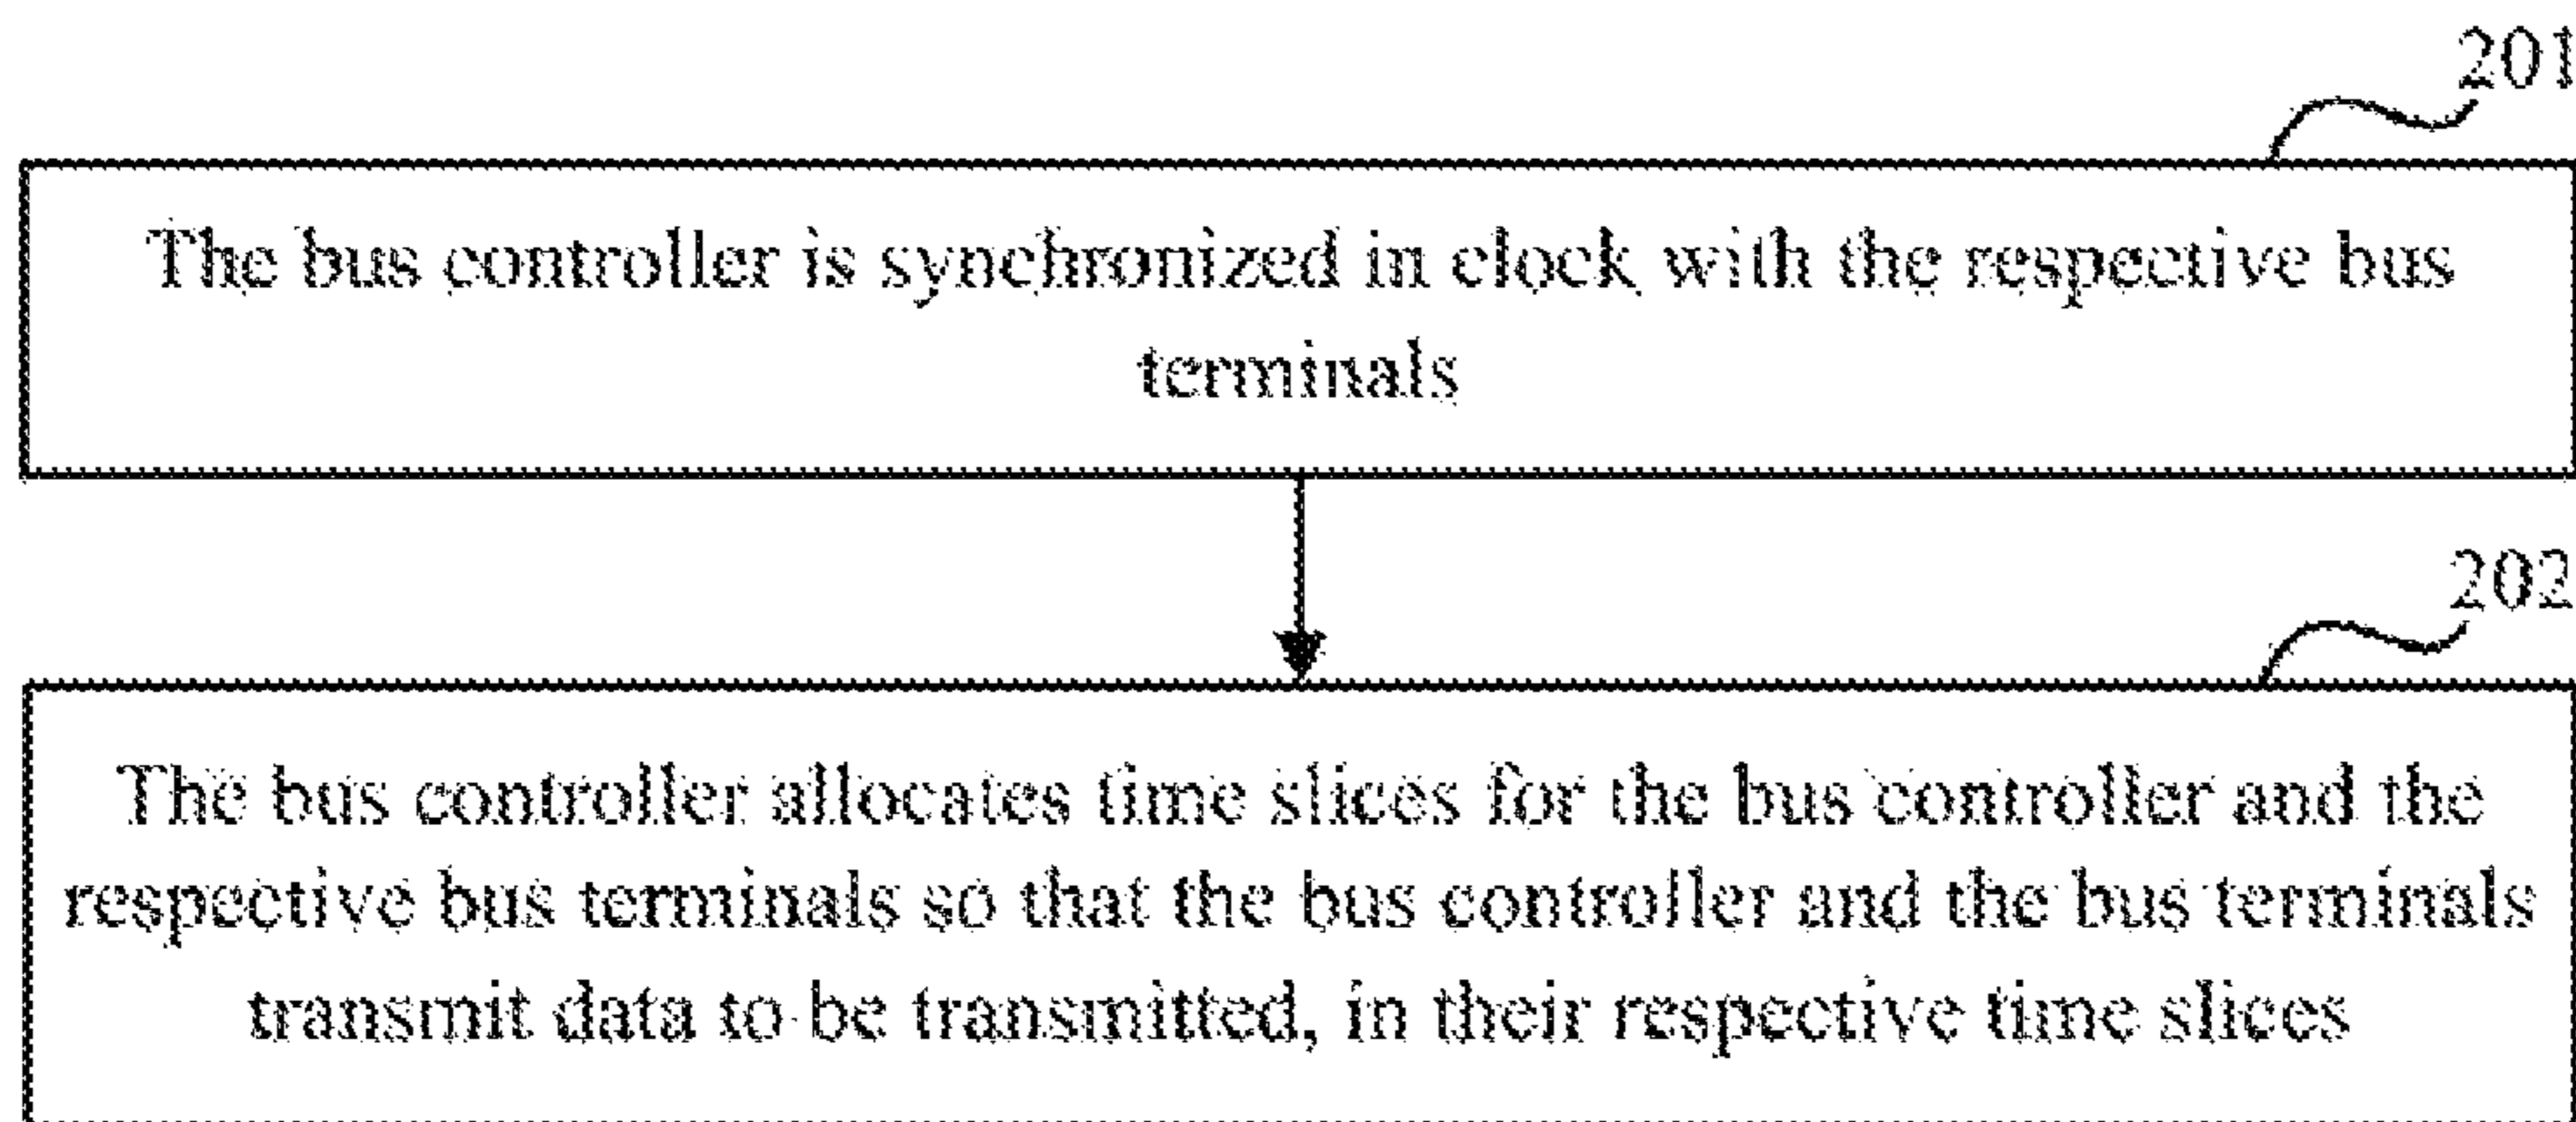 201
The bus controller is synchronized in clock with the respective bus
terminals
202
The bus controller allocates time slices for the bus controller and the
respective bus terminals so that the bus controller and the bus terminals
transmit data to be transmitted, in their respective time slices